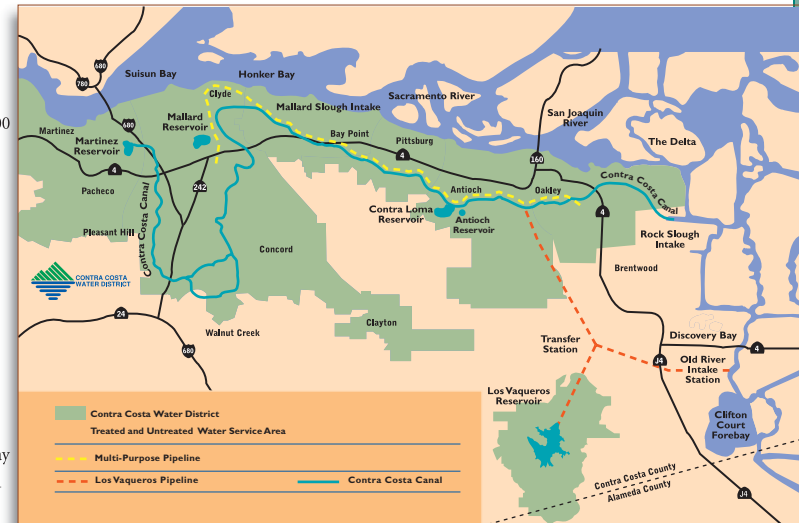 680
780
Suisun Bay
Honker Bay
Clyde
Sacramento River
Mallard Slough Intake
Mallard
Reservoir
680
Martinez
Martinez
Reservoir
Bay Point
Pittsburg
San Joaquin
River
The Delta
4
4
160
242
Pacheco
Contra Costa Canal
Pleasant Hill
Antioch
Oakley
Contra Costa Canal
Contra Loma
Reservoir
Antioch
Reservoir
4
Rock Slough
Intake
Concord
Brentwood
CONTRA COSTA
WATER DISTRICT
24
Walnut Creek
680
Clayton
Transfer
Station
Discovery Bay
4
J4
Old River
Intake
Station
Los Vaqueros
Reservoir
Clifton
Court
Forebay
Contra Costa County
Alameda County
J4
Contra Costa Water District
Treated and Untreated Water Service Area
Multi-Purpose Pipeline
Los Vaqueros Pipeline
Contra Costa Canal